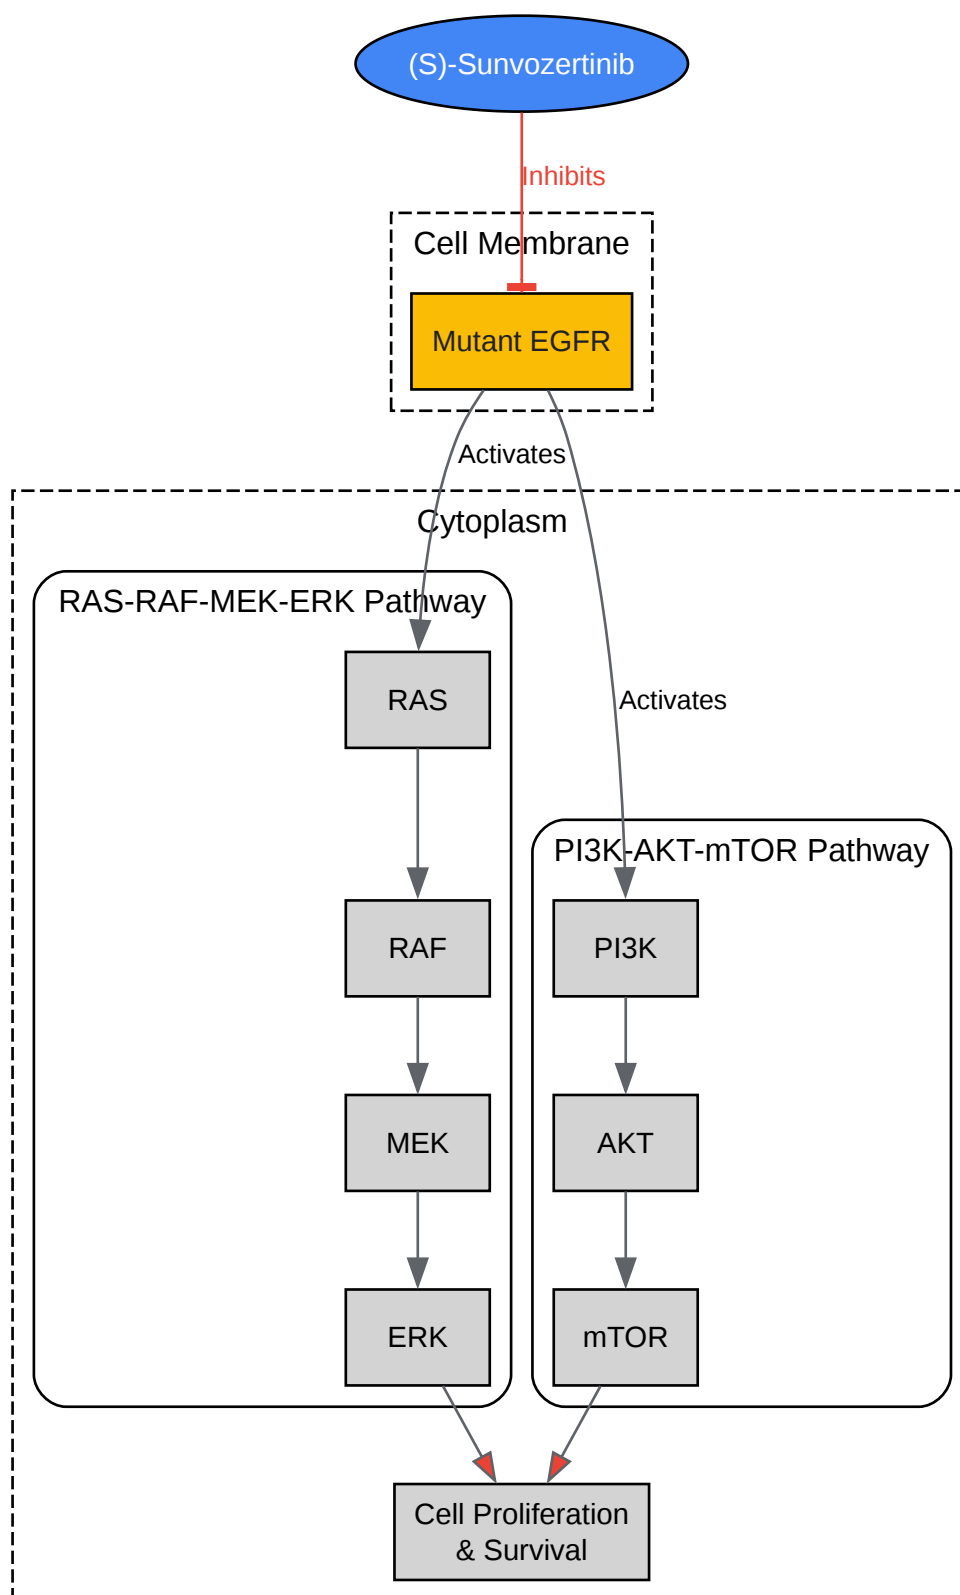 (S)-Sunvozertinib
Inhibits
Cell Membrane
Mutant EGFR
Activates
Cytoplasm
RAS-RAF-MEK-ERK Pathway
RAS
Activates
PI3K-AKT-mTOR Pathway
RAF
PI3K
MEK
AKT
ERK
mTOR
Cell Proliferation
& Survival